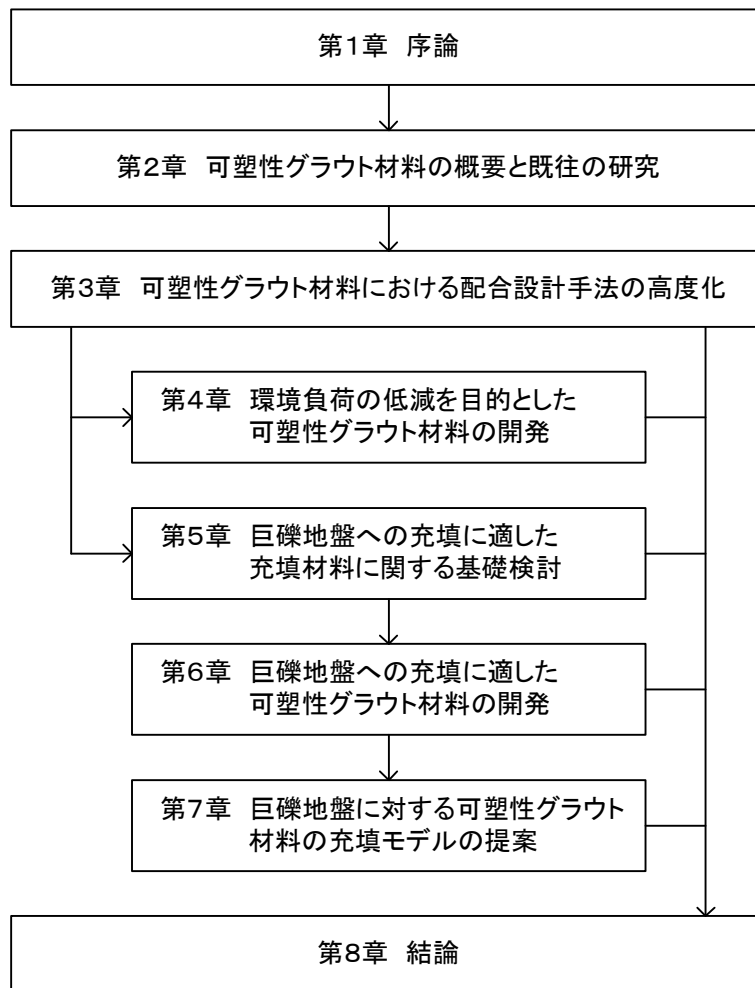 第1章 序論
第2章 可塑性グラウト材料の概要と既往の研究
第3章 可塑性グラウト材料における配合設計手法の高度化
第4章 環境負荷の低減を目的とした
可塑性グラウト材料の開発
第5章 巨礫地盤への充填に適した
充填材料に関する基礎検討
第6章 巨礫地盤への充填に適した
可塑性グラウト材料の開発
第7章 巨礫地盤に対する可塑性グラウト
材料の充填モデルの提案
第8章 結論